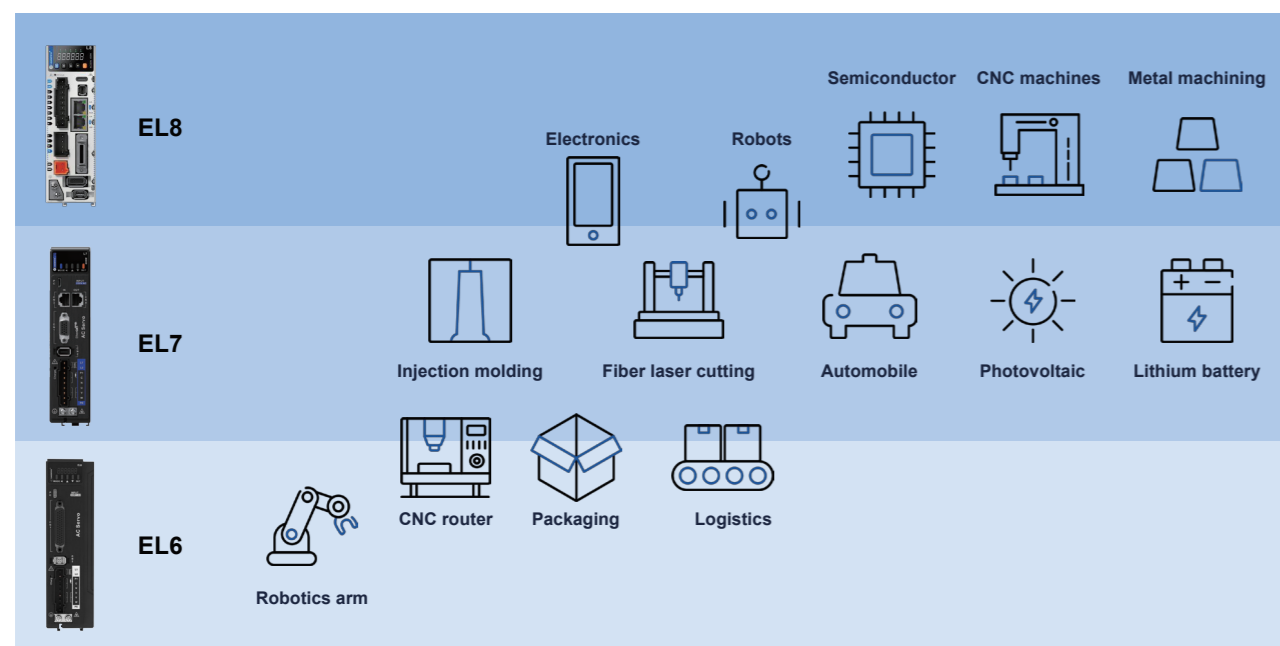 Semiconductor CNC machines Metal machining
EL8
Electronics Robots
EL7
Injection molding Fiber laser cutting Automobile Photovoltaic Lithium battery
CNC router Packaging Logistics
EL6
Robotics arm